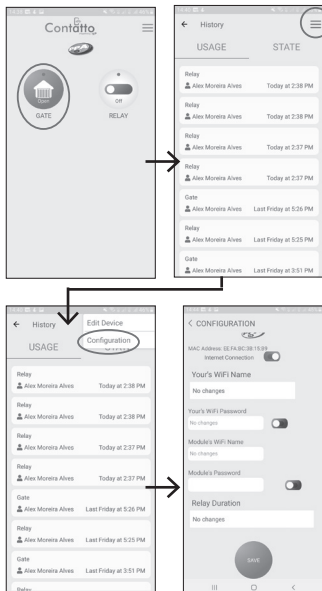 Contatto
Open
GATE
Off
RELAY
← History
USAGE STATE
Relay
Alex Moreira Alves Today at 2:38 PM
Relay
Alex Moreira Alves Today at 2:38 PM
Relay
Alex Moreira Alves Today at 2:37 PM
Relay
Alex Moreira Alves Today at 2:37 PM
Gate
Alex Moreira Alves Last Friday at 5:26 PM
Relay
Alex Moreira Alves Last Friday at 5:25 PM
Gate
Alex Moreira Alves Last Friday at 3:51 PM
← History
Edit Device
Configuration
USAGE
Relay
Alex Moreira Alves Today at 2:38 PM
Relay
Alex Moreira Alves Today at 2:38 PM
Relay
Alex Moreira Alves Today at 2:37 PM
Relay
Alex Moreira Alves Today at 2:37 PM
Gate
Alex Moreira Alves Last Friday at 5:26 PM
Relay
Alex Moreira Alves Last Friday at 5:25 PM
Gate
Alex Moreira Alves Last Friday at 3:51 PM
Relay
< CONFIGURATION
MAC Address: EE:FA:BC:38:15:89
Internet Connection
Your's WiFi Name
No changes
Your's WiFi Password
No changes
Module's WiFi Name
No changes
Module's Password
Relay Duration
No changes
SAVE